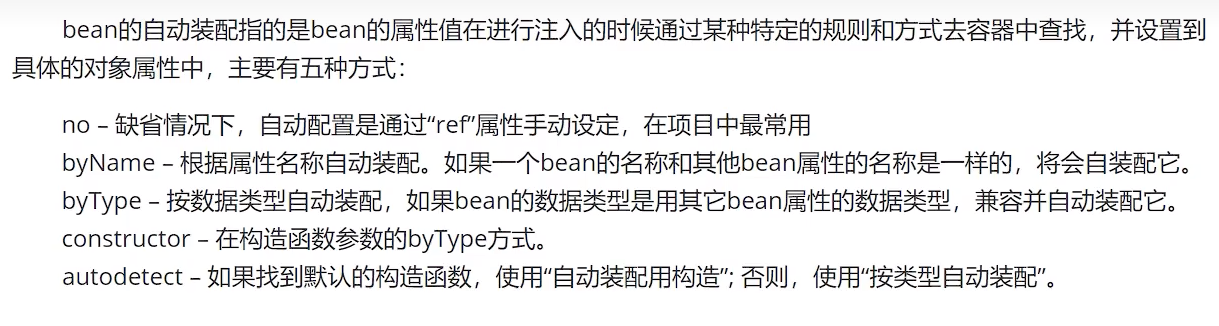 bean的自动装配指的是bean的属性值在进行注入的时候通过某种特定的规则和方式去容器中查找，并设置到
具体的对象属性中，主要有五种方式：
no – 缺省情况下，自动配置是通过“ref”属性手动设定，在项目中最常用
byName – 根据属性名称自动装配。如果一个bean的名称和其他bean属性的名称是一样的，将会自装配它。
byType – 按数据类型自动装配，如果bean的数据类型是用其它bean属性的数据类型，兼容并自动装配它。
constructor – 在构造函数参数的byType方式。
autodetect – 如果找到默认的构造函数，使用“自动装配用构造”; 否则，使用“按类型自动装配”。